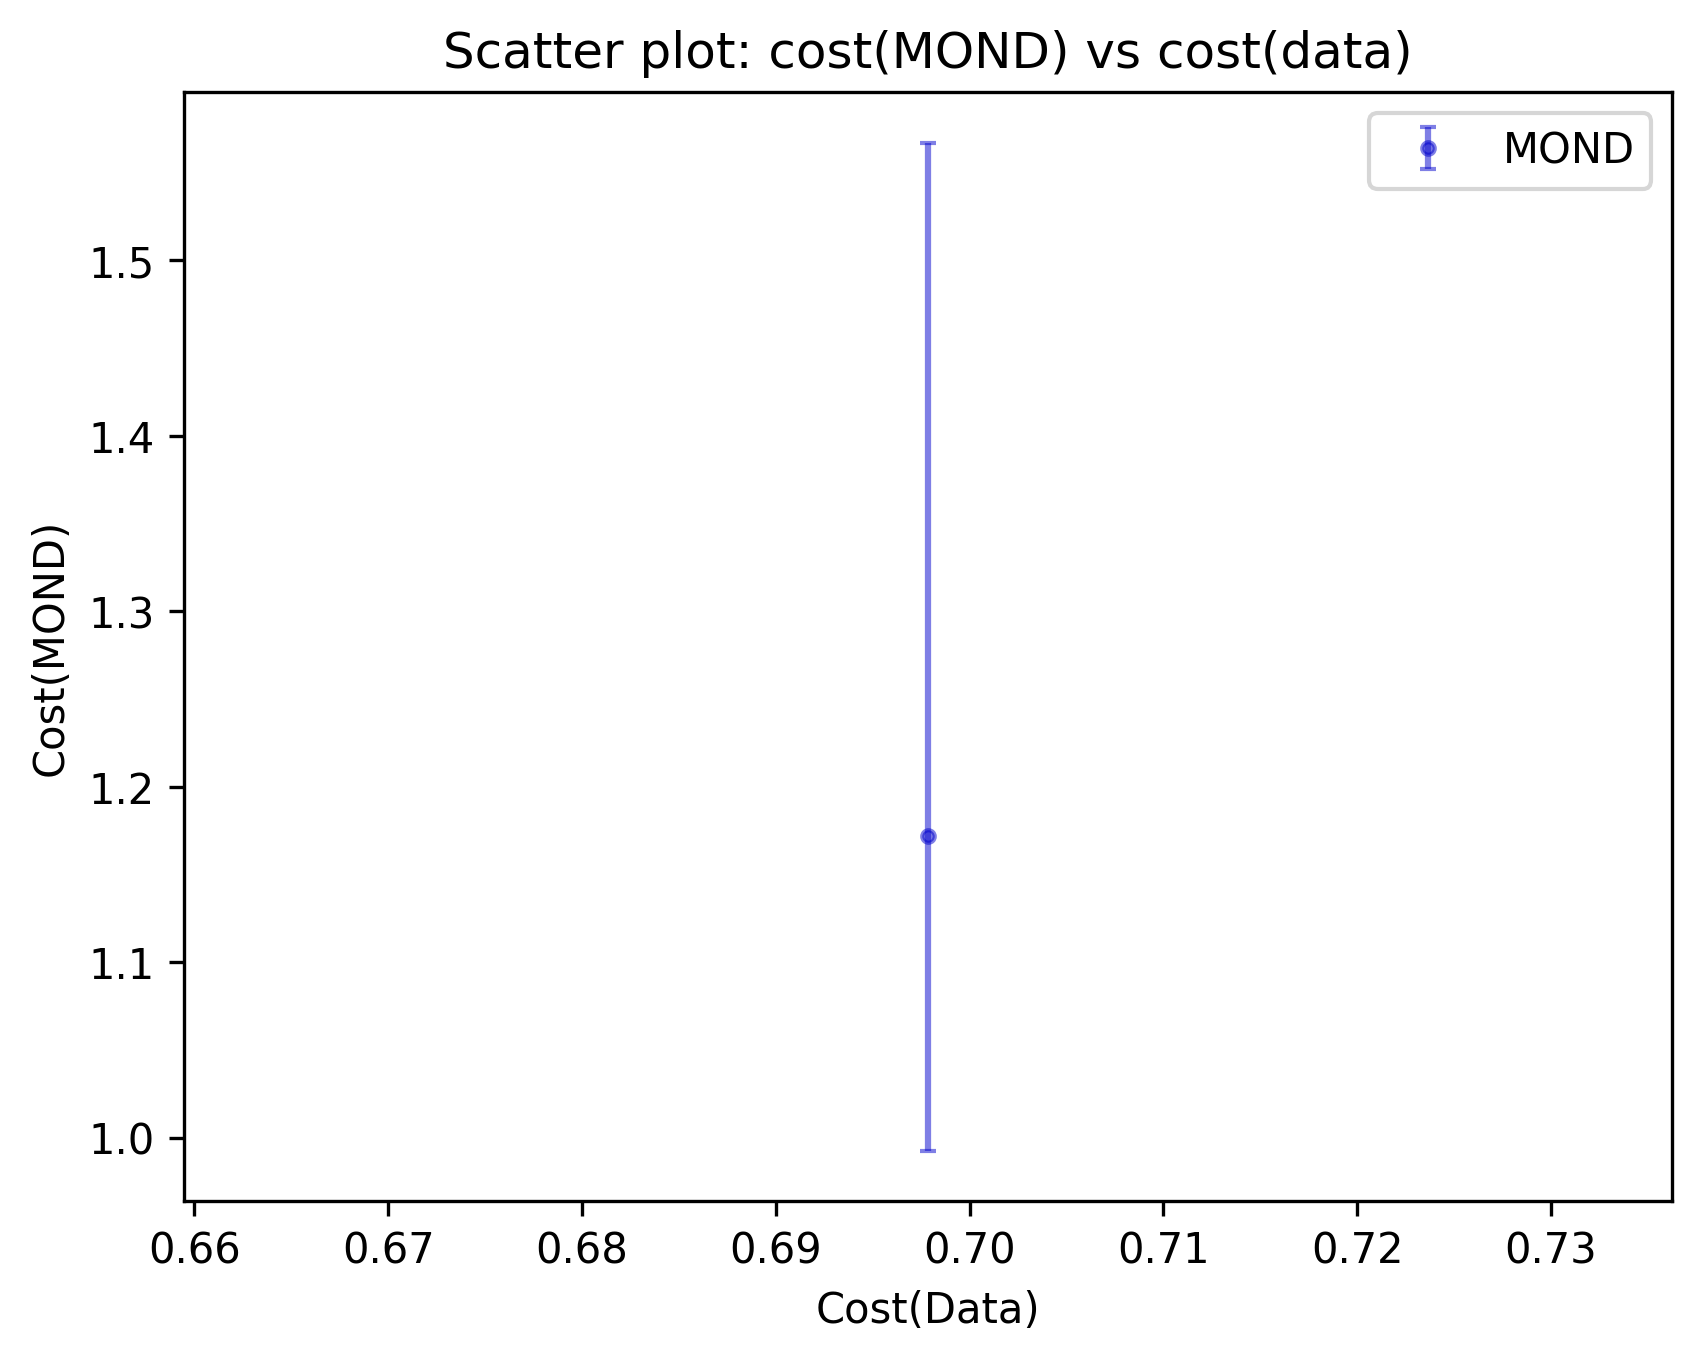 Scatter plot: cost(MOND) vs cost(data)
MOND
Cost(MOND)
1.5
1.4
1.3
1.2
1.1
1.0
0.66 0.67 0.68 0.69 0.70 0.71 0.72 0.73
Cost(Data)